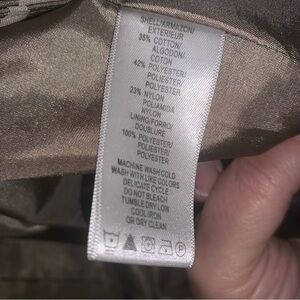 SHELL/ARMAZON/
EXTERIEUR
35% COTTON/
ALGODON/
COTON
42% POLYESTER/
POLIESTER/
POLYESTER
23% NYLON
POLIAMIDA
NYLON
LINING/FORRO/
DOUBLURE
100% POLYESTER/
POLIESTER
POLYESTER
MACHINE WASH COLD
WASH WITH LIKE COLORS
DELICATE CYCLE
DO NOT BLEACH
TUMBLE DRY LOW
COOL IRON
OR DRY CLEAN